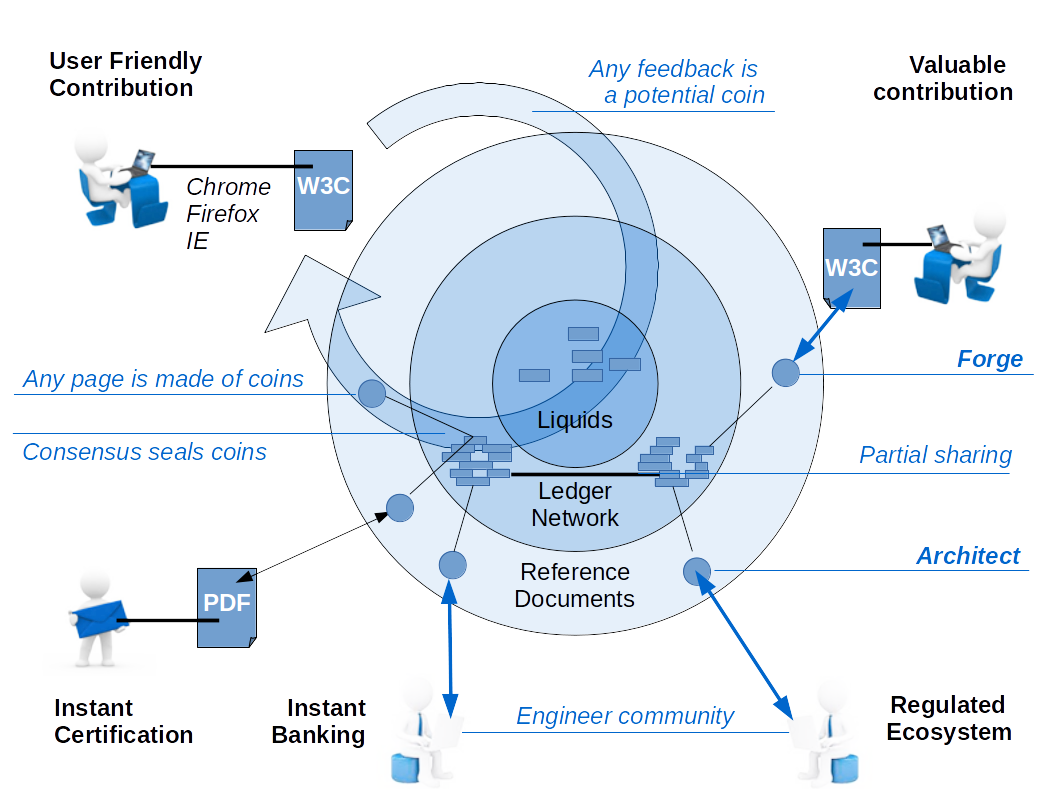 User Friendly
Contribution
Any feedback is
a potential coin
Valuable
contribution
W3C
Chrome
Firefox
IE
W3C
Forge
Any page is made of coins
Liquids
Consensus seals coins
Partial sharing
Ledger
Network
Architect
Reference
Documents
PDF
Instant
Certification
Instant
Banking
Engineer community
Regulated
Ecosystem